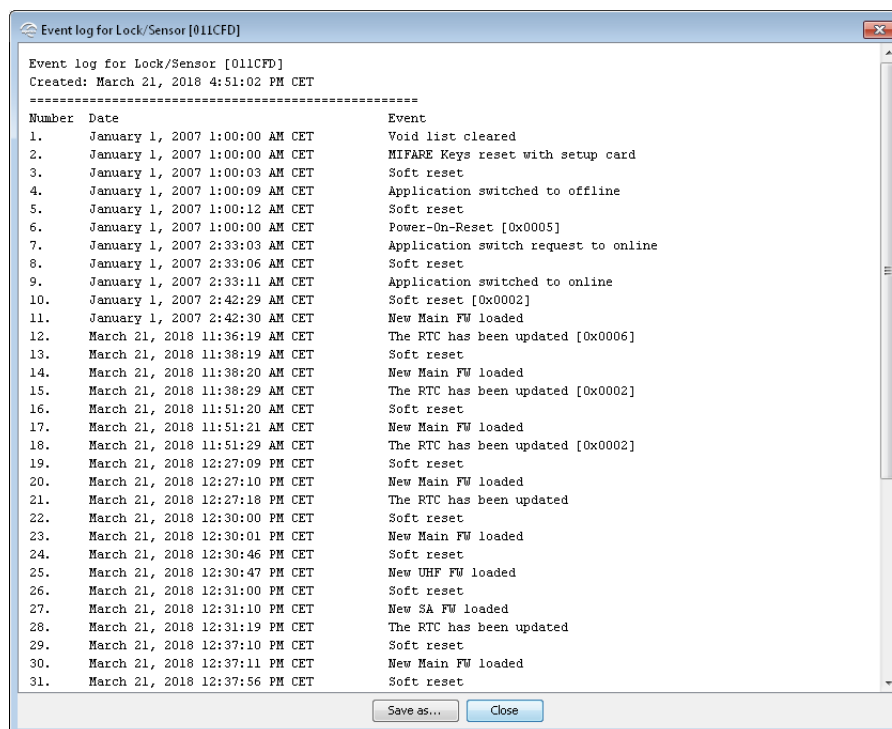 Event log for Lock/Sensor [011CFD]
Event log for Lock/Sensor [011CFD]
Created: March 21, 2018 4:51:02 PM CET
====================================================
Number Date Event
1. January 1, 2007 1:00:00 AM CET Void list cleared
2. January 1, 2007 1:00:00 AM CET MIFARE Keys reset with setup card
3. January 1, 2007 1:00:03 AM CET Soft reset
4. January 1, 2007 1:00:09 AM CET Application switched to offline
5. January 1, 2007 1:00:12 AM CET Soft reset
6. January 1, 2007 1:00:00 AM CET Power-On-Reset [0x0005]
7. January 1, 2007 2:33:03 AM CET Application switch request to online
8. January 1, 2007 2:33:06 AM CET Soft reset
9. January 1, 2007 2:33:11 AM CET Application switched to online
10. January 1, 2007 2:42:29 AM CET Soft reset [0x0002]
11. January 1, 2007 2:42:30 AM CET New Main FW loaded
12. March 21, 2018 11:36:19 AM CET The RTC has been updated [0x0006]
13. March 21, 2018 11:38:19 AM CET Soft reset
14. March 21, 2018 11:38:20 AM CET New Main FW loaded
15. March 21, 2018 11:38:29 AM CET The RTC has been updated [0x0002]
16. March 21, 2018 11:51:20 AM CET Soft reset
17. March 21, 2018 11:51:21 AM CET New Main FW loaded
18. March 21, 2018 11:51:29 AM CET The RTC has been updated [0x0002]
19. March 21, 2018 12:27:09 PM CET Soft reset
20. March 21, 2018 12:27:10 PM CET New Main FW loaded
21. March 21, 2018 12:27:18 PM CET The RTC has been updated
22. March 21, 2018 12:30:00 PM CET Soft reset
23. March 21, 2018 12:30:01 PM CET New Main FW loaded
24. March 21, 2018 12:30:46 PM CET Soft reset
25. March 21, 2018 12:30:47 PM CET New UHF FW loaded
26. March 21, 2018 12:31:00 PM CET Soft reset
27. March 21, 2018 12:31:10 PM CET New SA FW loaded
28. March 21, 2018 12:31:19 PM CET The RTC has been updated
29. March 21, 2018 12:37:10 PM CET Soft reset
30. March 21, 2018 12:37:11 PM CET New Main FW loaded
31. March 21, 2018 12:37:56 PM CET Soft reset
Save as... Close